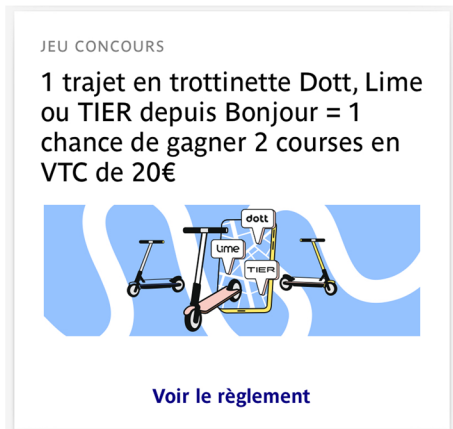 JEU CONCOURS
1 trajet en trottinette Dott, Lime
ou TIER depuis Bonjour = 1
chance de gagner 2 courses en
VTC de 20€
dott
Lime
TIER
Voir le règlement